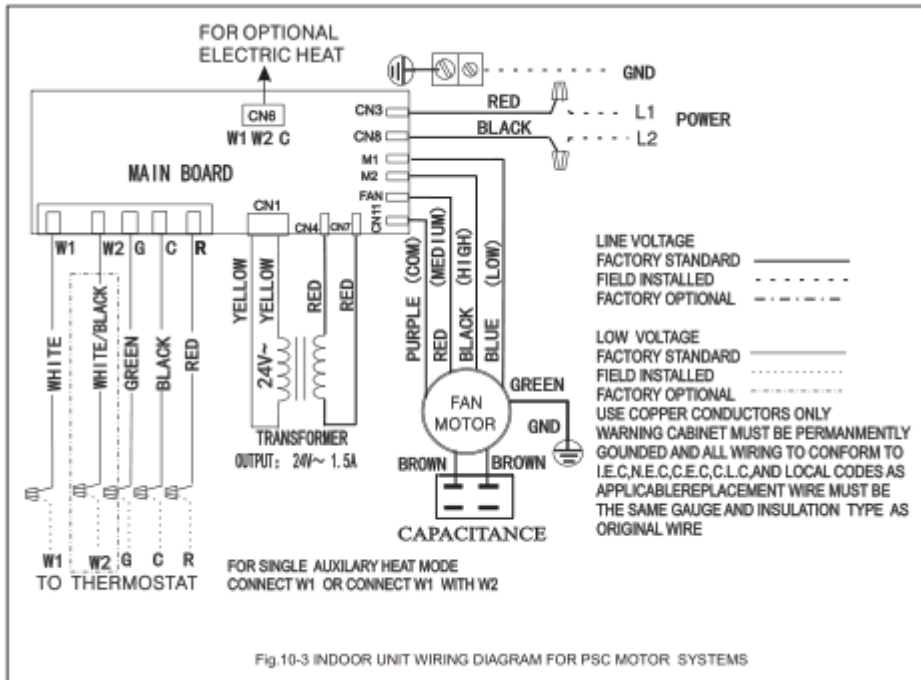 FOR OPTIONAL
ELECTRIC HEAT
GND
CN6
W1 W2 C
CN3
RED
L1
POWER
CN8
BLACK
L2
M1
MAIN BOARD
M2
FAN
CN11
CN1
CN4
CN7
W1
W2
G
C
R
YELLOW
YELLOW
RED
RED
PURPLE (COM)
RED (MEDIUM)
BLACK (HIGH)
BLUE (LOW)
WHITE
WHITE/BLACK
GREEN
BLACK
RED
24V~
TRANSFORMER
OUTPUT: 24V~ 1.5A
FAN
MOTOR
GREEN
GND
BROWN
BROWN
CAPACITANCE
W1
W2
G
C
R
TO THERMOSTAT
FOR SINGLE AUXILARY HEAT MODE
CONNECT W1 OR CONNECT W1 WITH W2
LINE VOLTAGE
FACTORY STANDARD
FIELD INSTALLED
FACTORY OPTIONAL
LOW VOLTAGE
FACTORY STANDARD
FIELD INSTALLED
FACTORY OPTIONAL
USE COPPER CONDUCTORS ONLY
WARNING CABINET MUST BE PERMANMENTLY
GOUNDED AND ALL WIRING TO CONFORM TO
I.E.C,N.E.C,C.E.C,C.L.C,AND LOCAL CODES AS
APPLICABLEREPLACEMENT WIRE MUST BE
THE SAME GAUGE AND INSULATION TYPE AS
ORIGINAL WIRE
Fig.10-3 INDOOR UNIT WIRING DIAGRAM FOR PSC MOTOR SYSTEMS